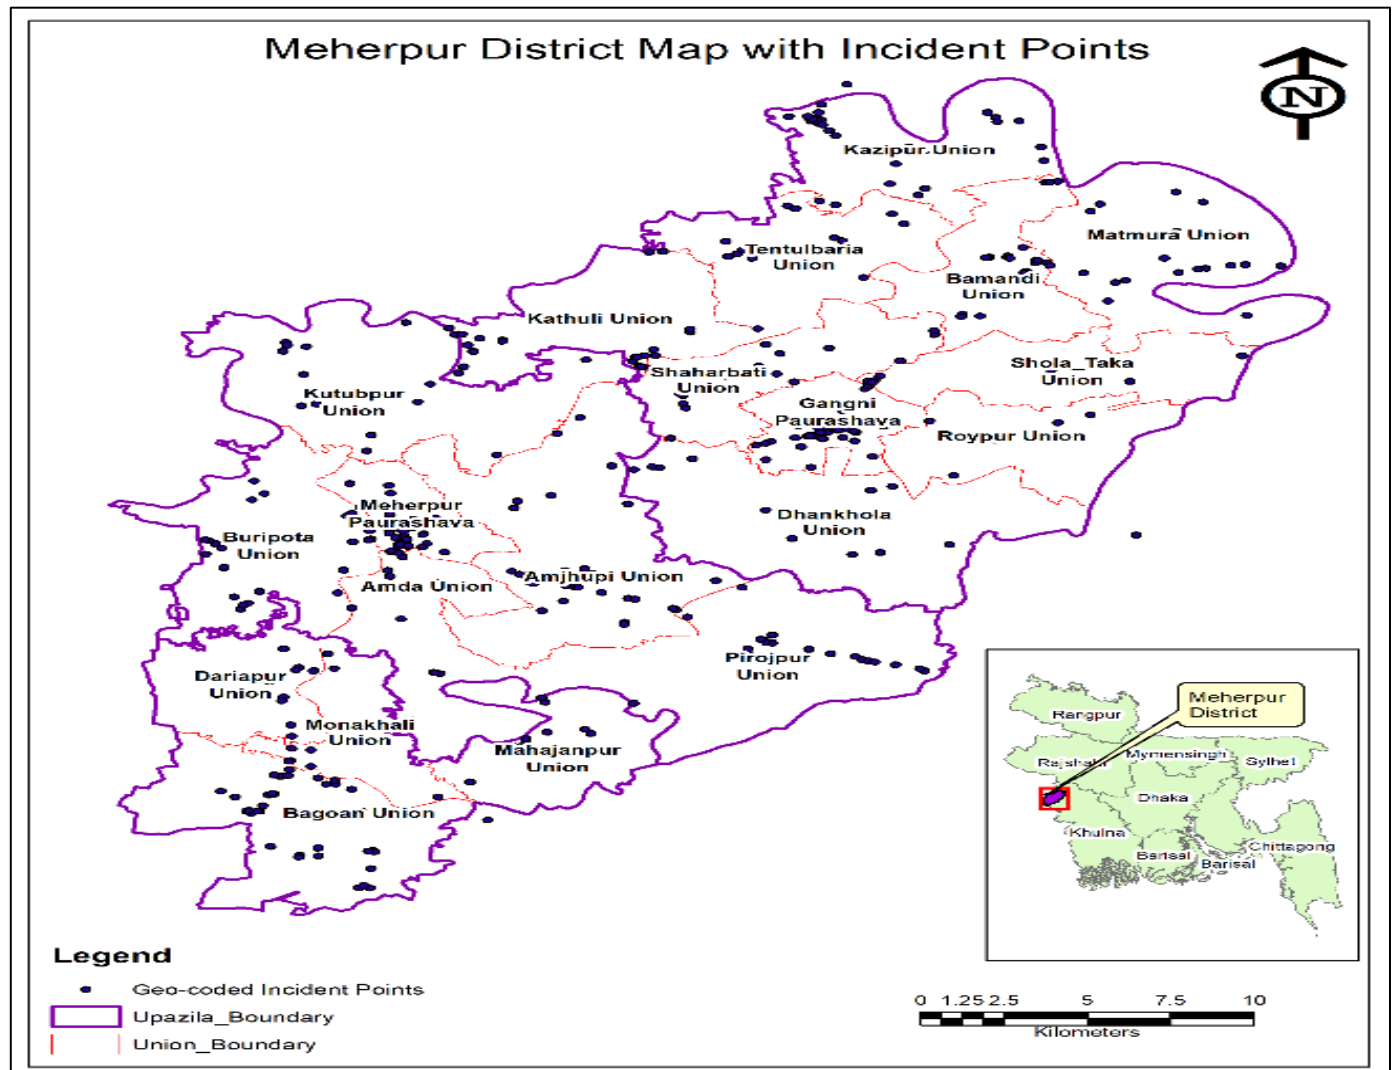 Meherpur District Map with Incident Points
N
Kazipur Union
Matmura Union
Tentulbaria
Union
Bamandi
Union
Kathuli Union
Shaharbati
Union
Shola_Taka
Union
Kutubpur
Union
Gangni
Paurashava
Roypur Union
Meherpur
Paurashava
Dhankhola
Union
Buripota
Union
Amda Union
Amjhupi Union
Pirojpur
Union
Dariapur
Union
Monakhali
Union
Mahajanpur
Union
Bagoan Union
Meherpur
District
Rangpur
Mymensingh
Rajshahi
Sylhet
Dhaka
Khulna
Chittagong
Barisal
Barisal
Legend
Geo-coded Incident Points
Upazila_Boundary
Union_Boundary
0 1.25 2.5 5 7.5 10
Kilometers